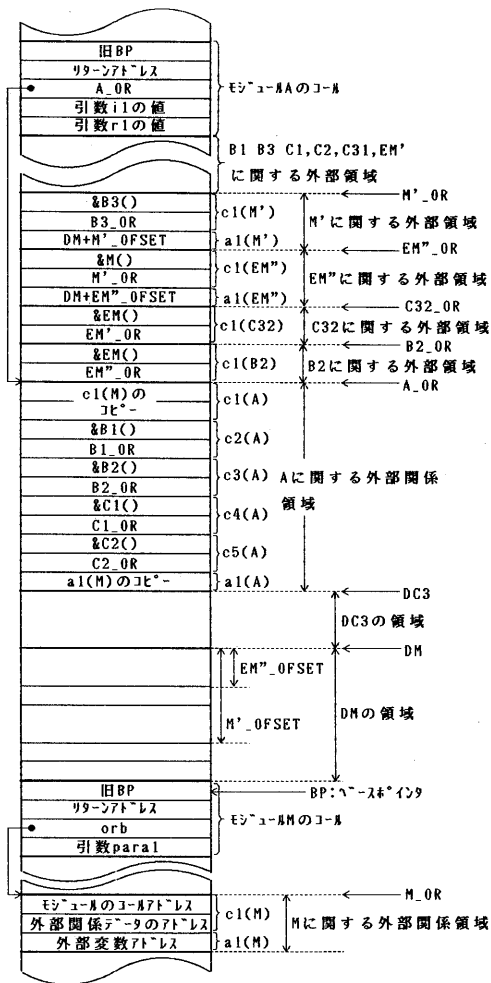 旧BP
リターンアドレス
A_OR
引数i1の値
引数r1の値
モジュールAのコール
B1 B3 C1,C2,C31,EM'
に関する外部領域
M'_OR
&B3()
B3_OR
c1(M')
M'に関する外部領域
DM+M'_OFSET
a1(M')
EM"_OR
&M()
M'_OR
c1(EM")
EM"に関する外部領域
DM+EM"_OFSET
a1(EM")
C32_OR
&EM()
EM'_OR
c1(C32)
C32に関する外部領域
B2_OR
&EM()
EM"_OR
c1(B2)
B2に関する外部領域
A_OR
c1(M)の
コピー
c1(A)
&B1()
B1_OR
c2(A)
&B2()
B2_OR
c3(A)
Aに関する外部関係
領域
&C1()
C1_OR
c4(A)
&C2()
C2_OR
c5(A)
a1(M)のコピー
a1(A)
DC3
DC3の領域
DM
EM"_OFSET
M'_OFSET
DMの領域
旧BP
BP:ベースポインタ
リターンアドレス
orb
引数para1
モジュールMのコール
M_OR
モジュールのコールアドレス
外部関係データのアドレス
c1(M)
Mに関する外部関係領域
外部変数アドレス
a1(M)